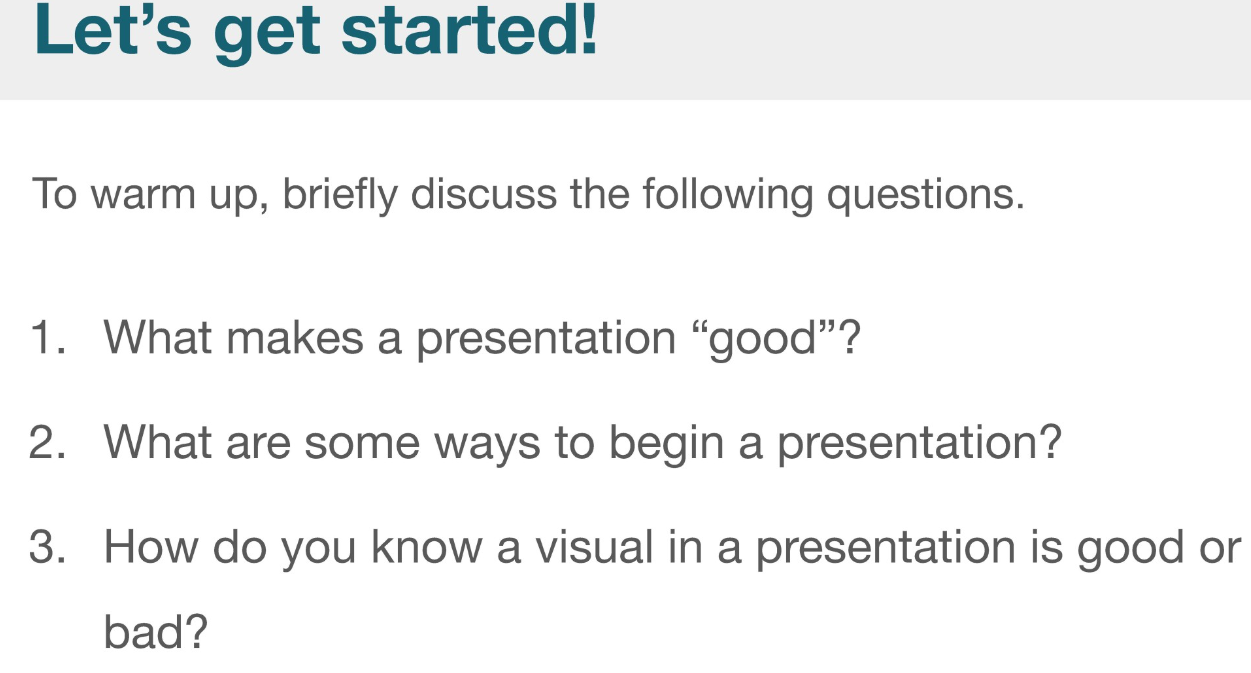 Let’s get started!
To warm up, briefly discuss the following questions.
1. What makes a presentation “good”?
2. What are some ways to begin a presentation?
3. How do you know a visual in a presentation is good or
bad?